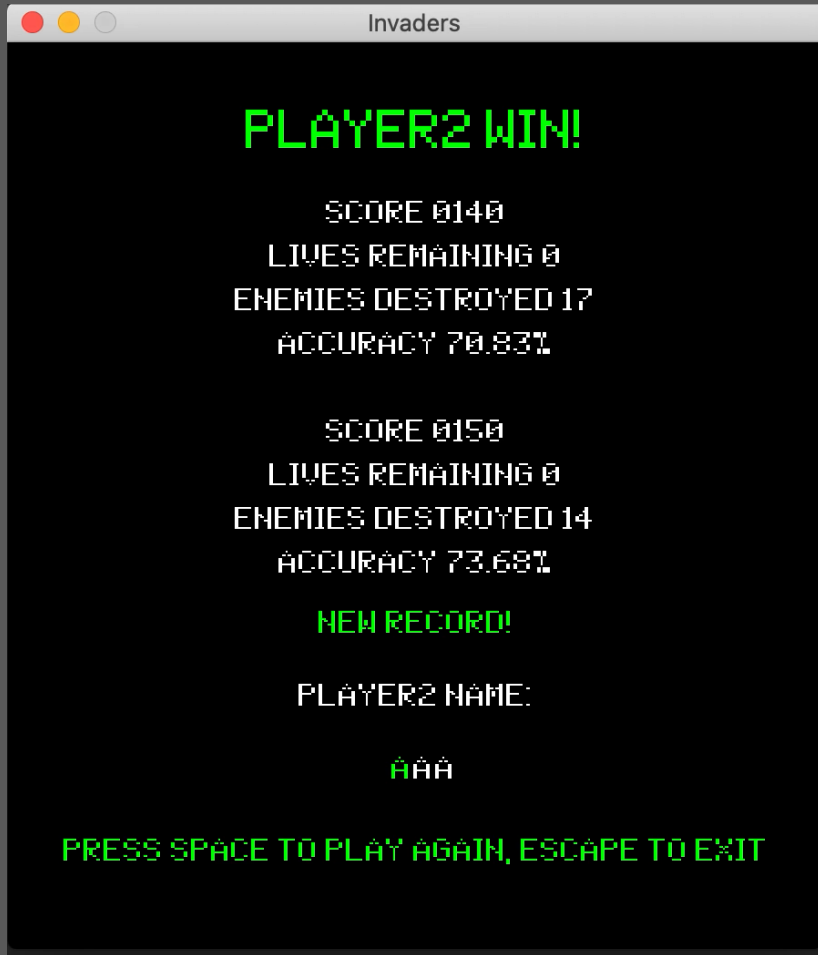 Invaders
PLAYER2 WIN!
SCORE 0140
LIVES REMAINING 0
ENEMIES DESTROYED 17
ACCURACY 70.83%
SCORE 0150
LIVES REMAINING 0
ENEMIES DESTROYED 14
ACCURACY 73.68%
NEW RECORD!
PLAYER2 NAME:
AAA
PRESS SPACE TO PLAY AGAIN, ESCAPE TO EXIT